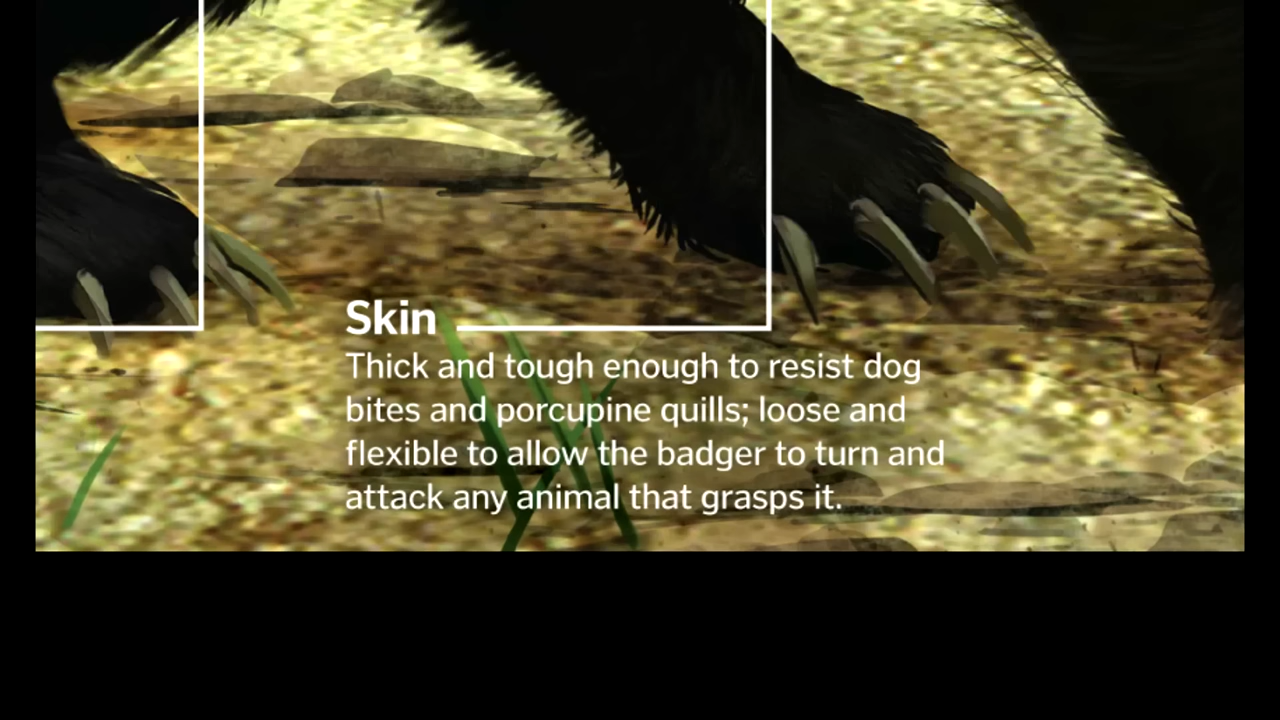 Skin
Thick and tough enough to resist dog
bites and porcupine quills; loose and
flexible to allow the badger to turn and
attack any animal that grasps it.